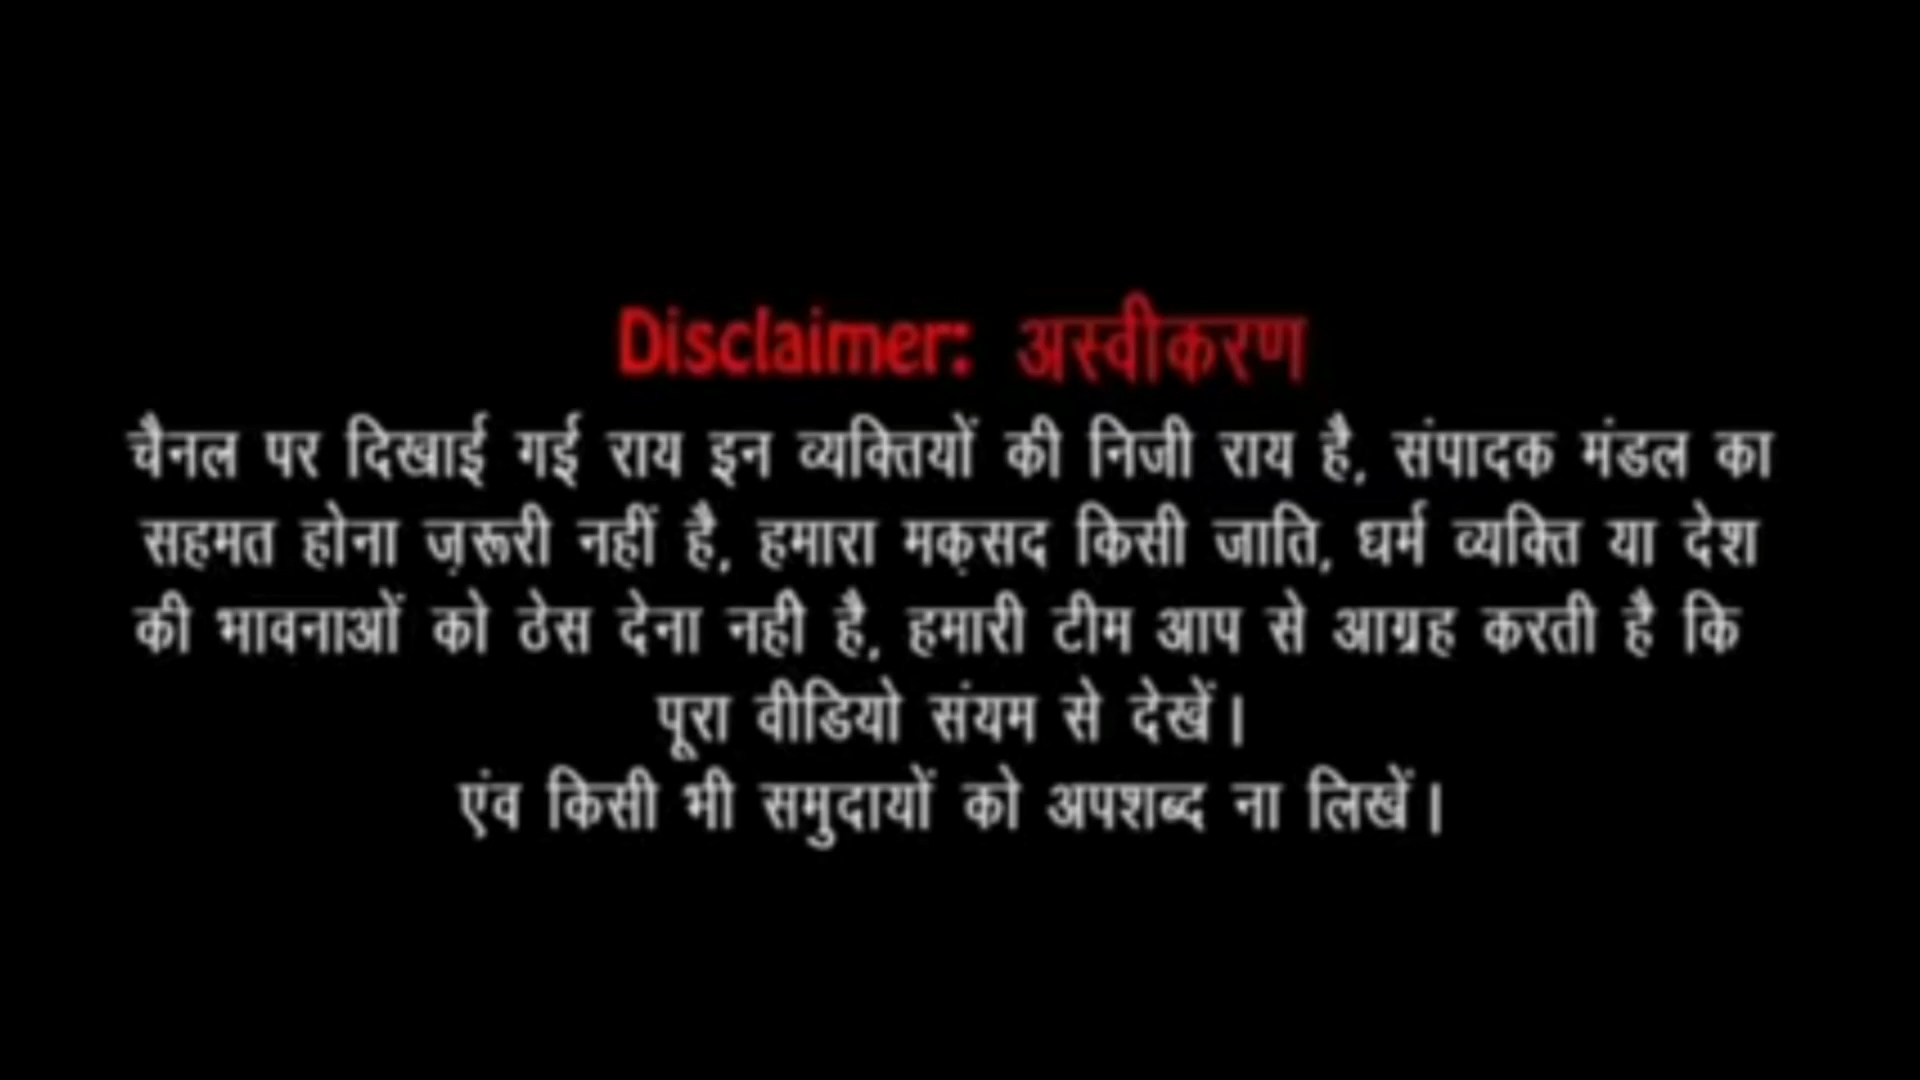 Disclaimer: अस्वीकरण
चैनल पर दिखाई गई राय इन व्यक्तियों की निजी राय है, संपादक मंडल का
सहमत होना ज़रूरी नहीं है, हमारा मक़सद किसी जाति, धर्म व्यक्ति या देश
की भावनाओं को ठेस देना नही है, हमारी टीम आप से आग्रह करती है कि
पूरा वीडियो संयम से देखें।
एंव किसी भी समुदायों को अपशब्द ना लिखें।